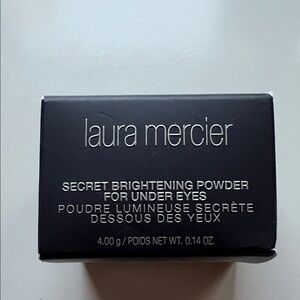 laura mercier
SECRET BRIGHTENING POWDER
FOR UNDER EYES
POUDRE LUMINEUSE SECRÈTE
DESSOUS DES YEUX
4.00 g / POIDS NET WT. 0.14 OZ.